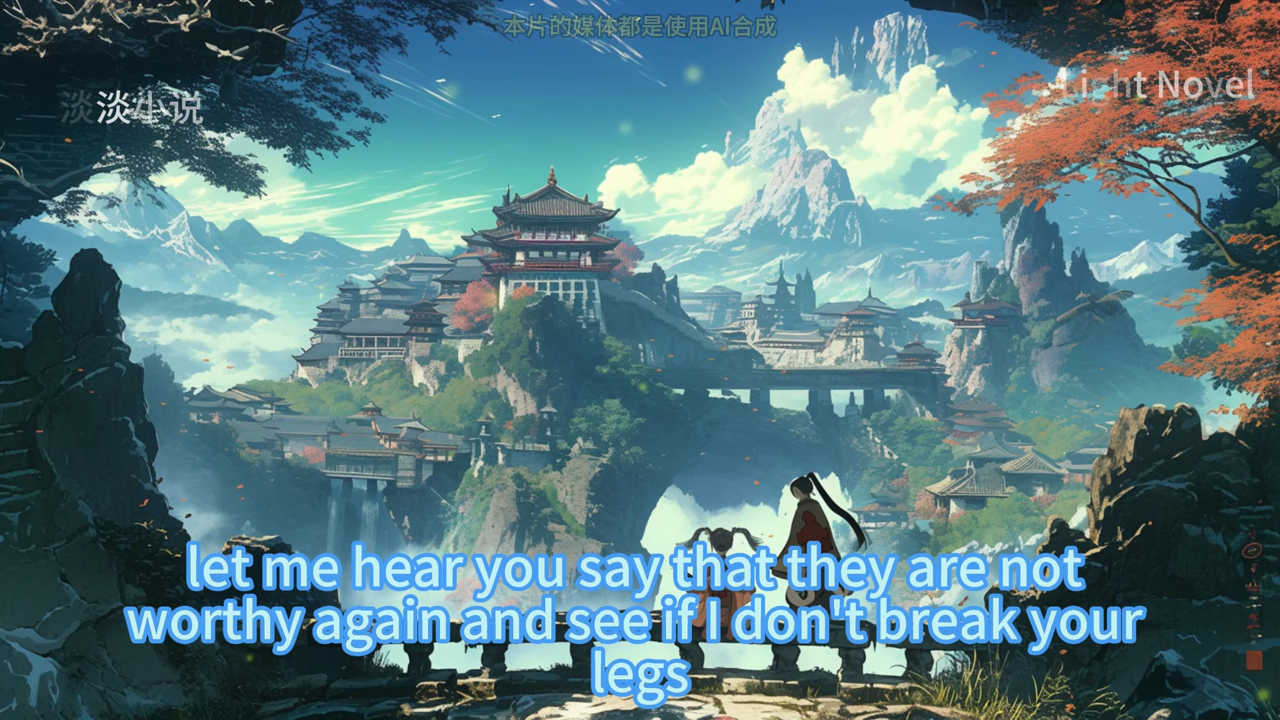 本片的媒体都是使用AI合成
淡淡小说
Light Novel
let me hear you say that they are not
worthy again and see if I don't break your
legs